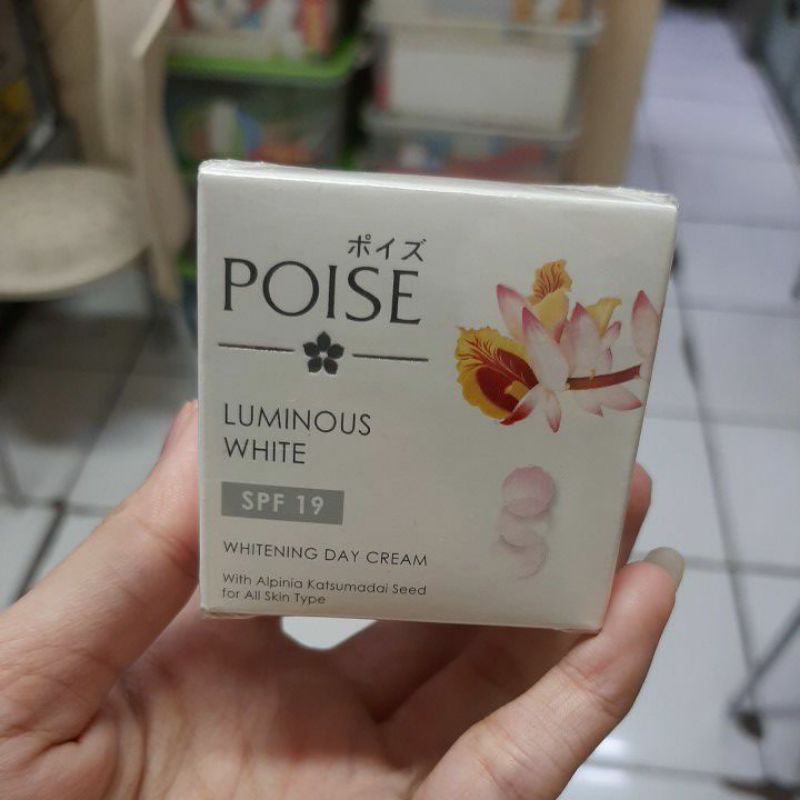 ポイズ
POISE
LUMINOUS
WHITE
SPF 19
WHITENING DAY CREAM
With Alpinia Katsumadai Seed
for All Skin Type